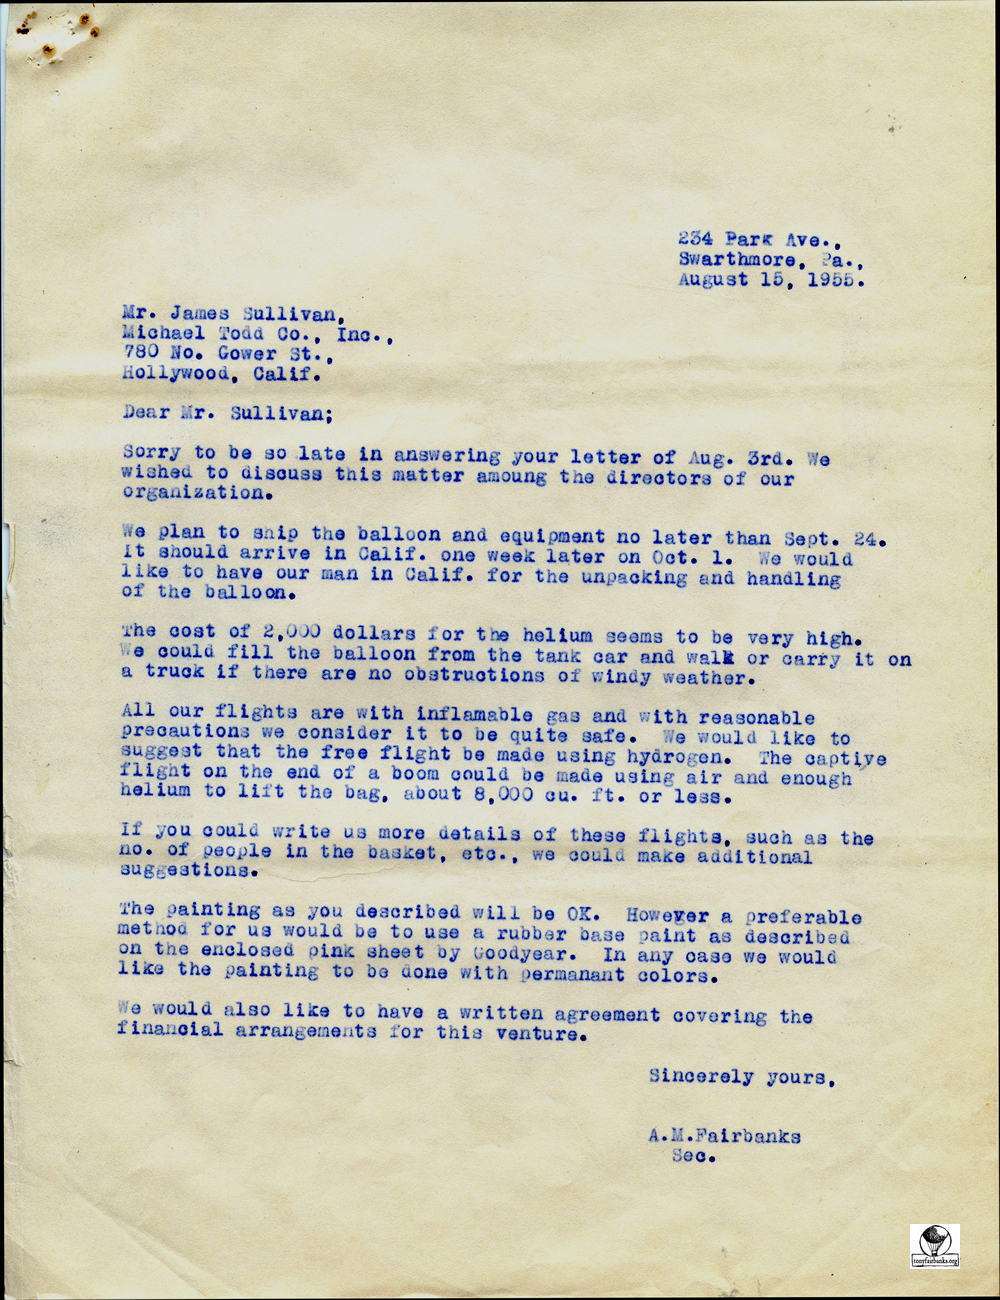 234 Park Ave.,
Swarthmore, Pa.,
August 15, 1955.
Mr. James Sullivan,
Michael Todd Co., Inc.,
780 No. Gower St.,
Hollywood, Calif.
Dear Mr. Sullivan;
Sorry to be so late in answering your letter of Aug. 3rd. We
wished to discuss this matter amoung the directors of our
organization.
We plan to ship the balloon and equipment no later than Sept. 24.
It should arrive in Calif. one week later on Oct. 1. We would
like to have our man in Calif. for the unpacking and handling
of the balloon.
The cost of 2,000 dollars for the helium seems to be very high.
We could fill the balloon from the tank car and walk or carry it on
a truck if there are no obstructions of windy weather.
All our flights are with inflamable gas and with reasonable
precautions we consider it to be quite safe. We would like to
suggest that the free flight be made using hydrogen. The captive
flight on the end of a boom could be made using air and enough
helium to lift the bag, about 8,000 cu. ft. or less.
If you could write us more details of these flights, such as the
no. of people in the basket, etc., we could make additional
suggestions.
The painting as you described will be OK. However a preferable
method for us would be to use a rubber base paint as described
on the enclosed pink sheet by Goodyear. In any case we would
like the painting to be done with permanant colors.
We would also like to have a written agreement covering the
financial arrangements for this venture.
Sincerely yours,
A.M.Fairbanks
Sec.
tonyfairbanks.org